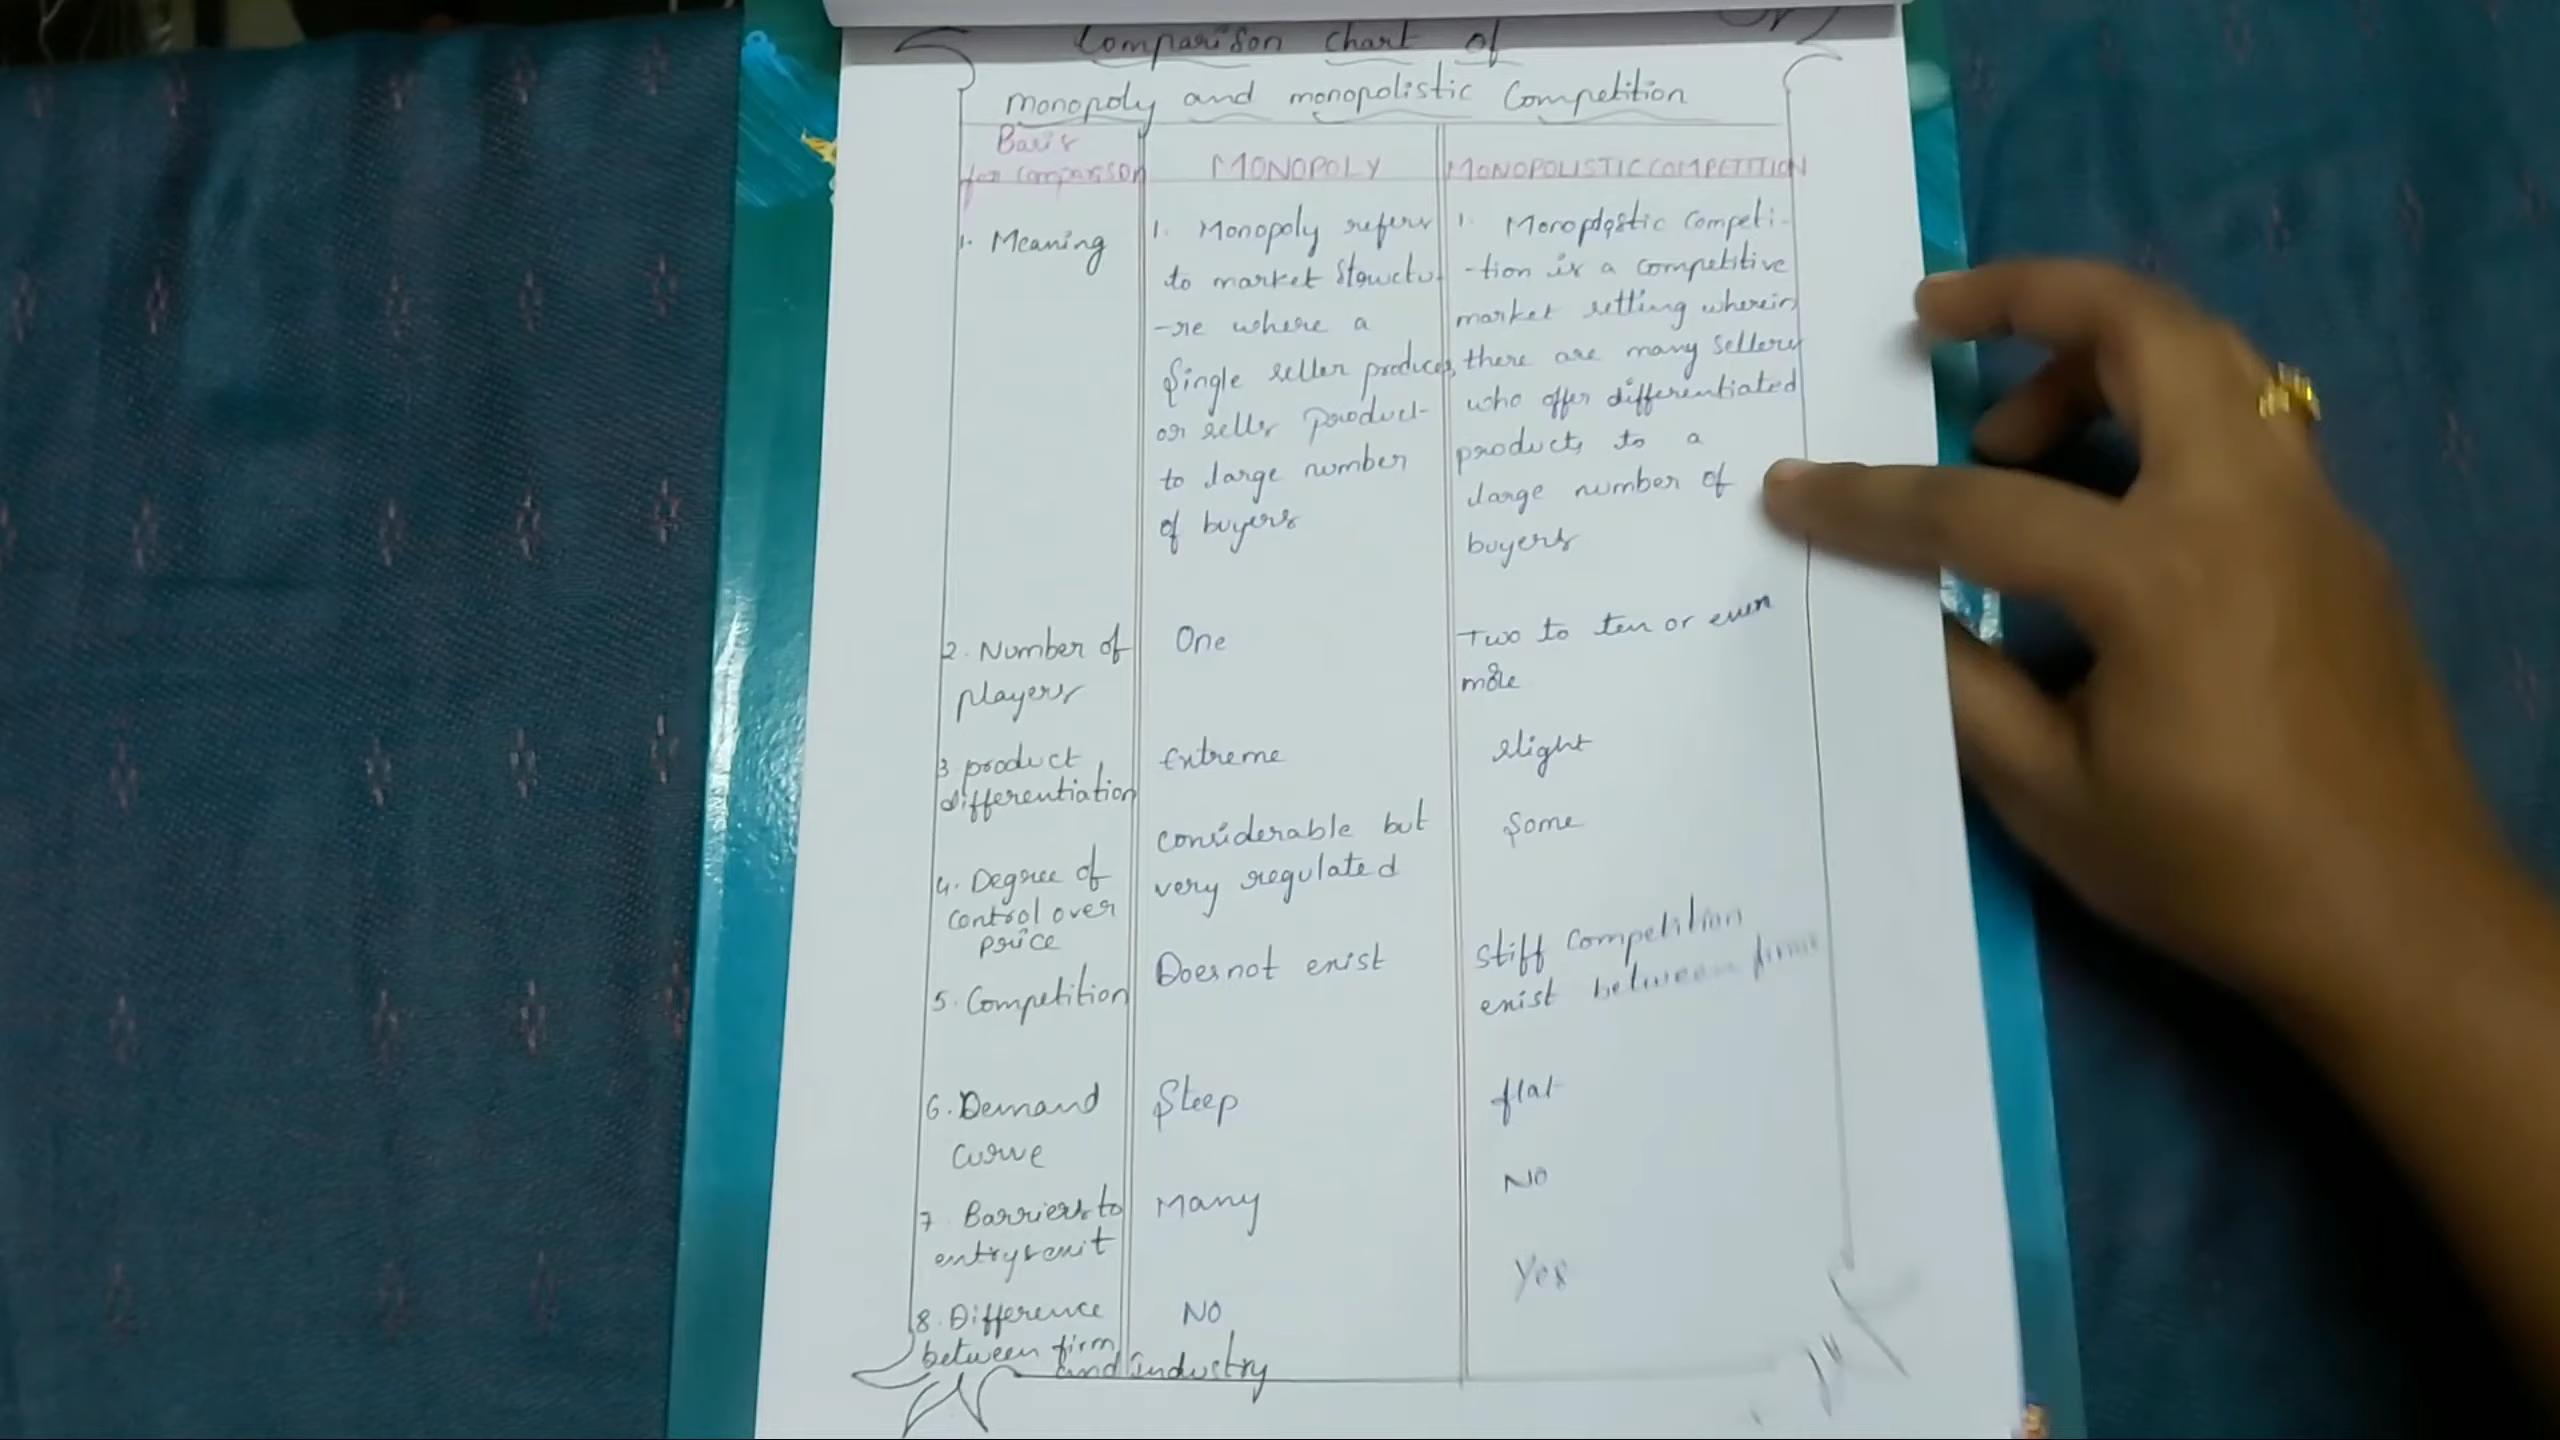 Comparison chart of
monopoly and monopolistic Competition
Basis
for comparison
MONOPOLY
MONOPOLISTIC COMPETITION
1. Meaning
1. Monopoly refers
to market structu-
-re where a
Single seller produces
or sells product
to large number
of buyers
1. Monoplostic competi-
-tion is a competitive
market setting wherein
there are many sellers
who offer differentiated
products to a
large number of
buyers
2. Number of
players
One
Two to ten or even
more
3 product
differentiation
Extreme
slight
4. Degree of
control over
price
considerable but
very regulated
Some
5. Competition
Does not exist
Stiff competition
exist between firms
6. Demand
curve
Steep
flat
7. Barriers to
entry & exit
Many
No
8. Difference
between firm
and industry
NO
Yes